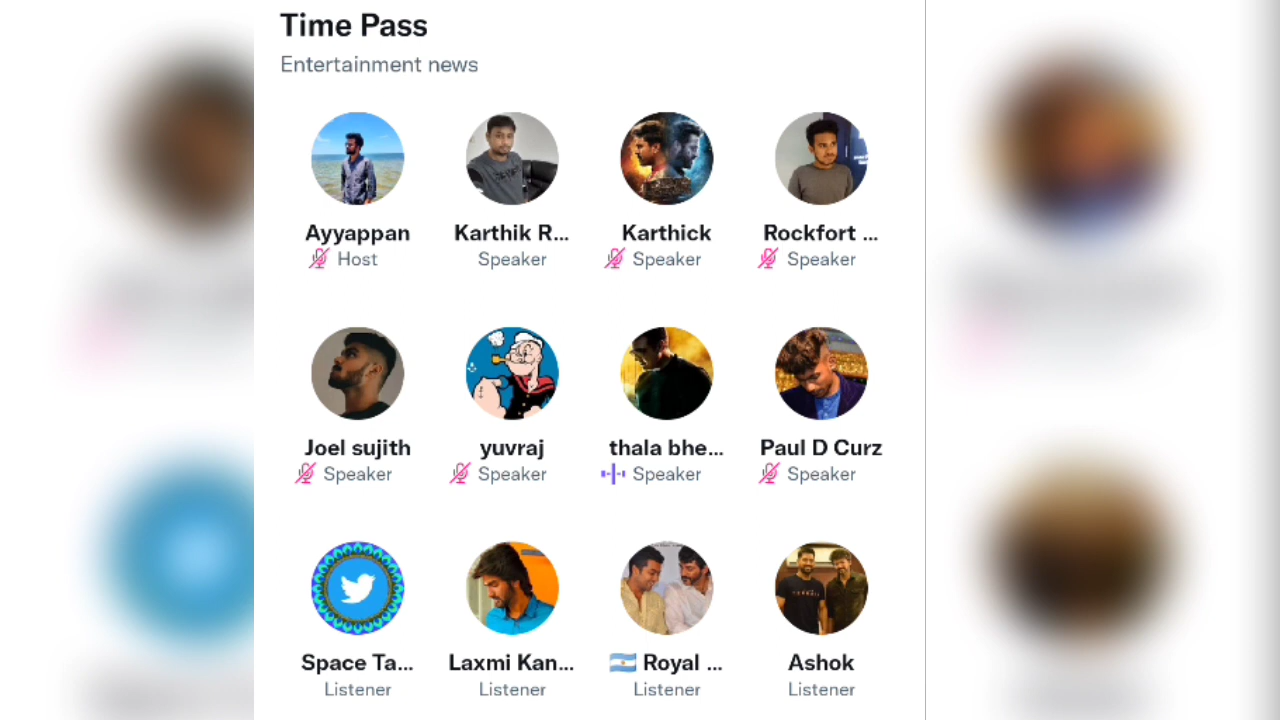 Time Pass
Entertainment news
Ayyappan Karthik R... Karthick Rockfort ...
Host Speaker Speaker Speaker
Joel sujith yuvraj thala bhe... Paul D Curz
Speaker Speaker Speaker Speaker
Space Ta... Laxmi Kan... 🇦🇷 Royal ... Ashok
Listener Listener Listener Listener